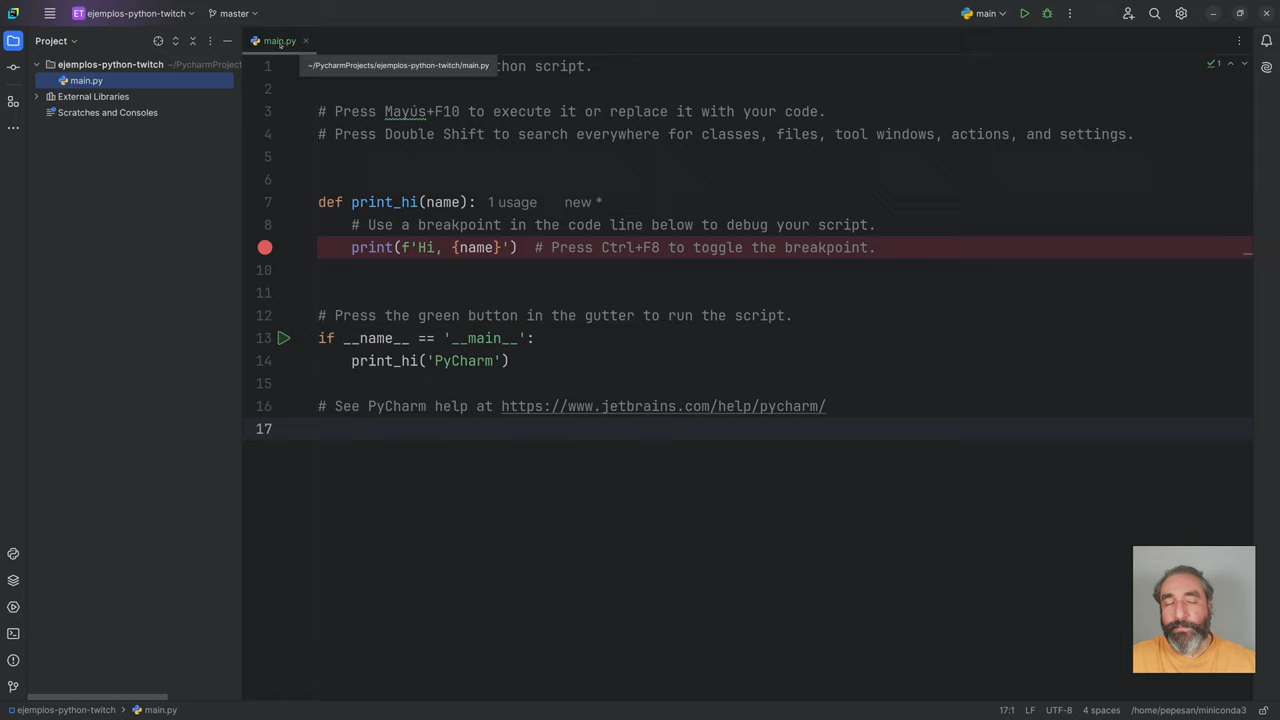 ET ejemplos-python-twitch
master
main
Project
main.py
ejemplos-python-twitch ~/PycharmProject
main.py
External Libraries
Scratches and Consoles
~/PycharmProjects/ejemplos-python-twitch/main.py
1
1 thon script.
2
3 # Press Mayús+F10 to execute it or replace it with your code.
4 # Press Double Shift to search everywhere for classes, files, tool windows, actions, and settings.
5
6
7 def print_hi(name): 1 usage new *
8 # Use a breakpoint in the code line below to debug your script.
print(f'Hi, {name}') # Press Ctrl+F8 to toggle the breakpoint.
10
11
12 # Press the green button in the gutter to run the script.
13 if __name__ == '__main__':
14 print_hi('PyCharm')
15
16 # See PyCharm help at https://www.jetbrains.com/help/pycharm/
17
ejemplos-python-twitch
main.py
17:1 LF UTF-8 4 spaces /home/pepesan/miniconda3